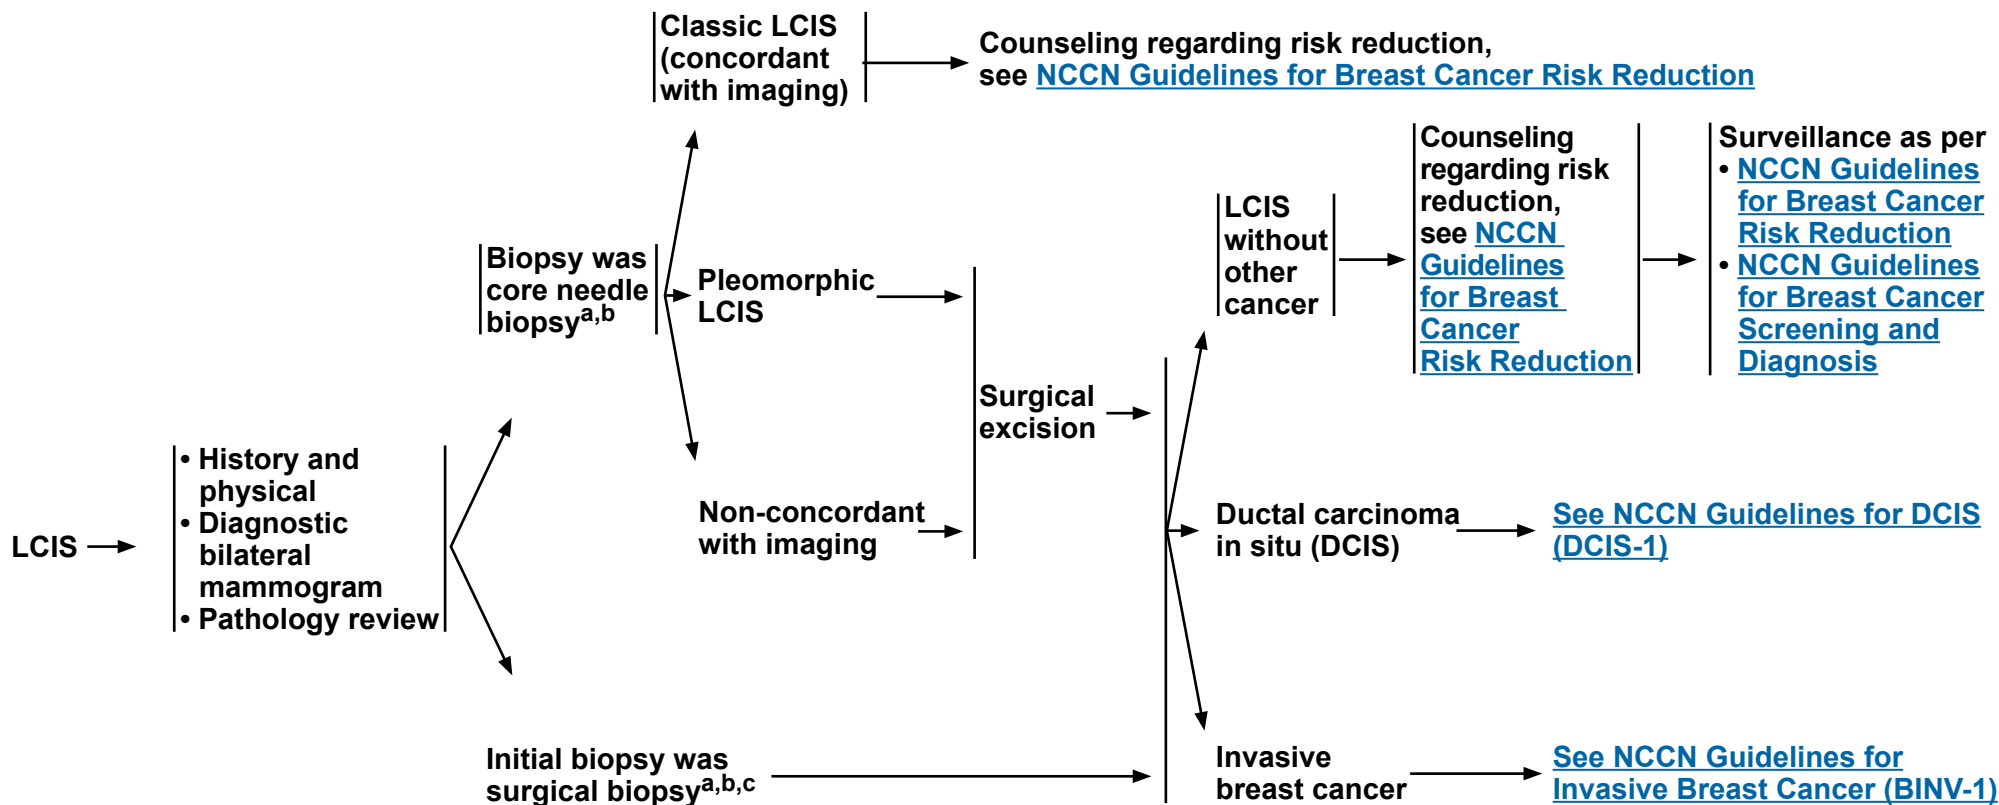 Classic LCIS
(concordant
with imaging)
Counseling regarding risk reduction,
see NCCN Guidelines for Breast Cancer Risk Reduction
Biopsy was
core needle
biopsya,b
Pleomorphic
LCIS
Non-concordant
with imaging
Surgical
excision
LCIS
without
other
cancer
Counseling
regarding risk
reduction,
see NCCN
Guidelines
for Breast
Cancer
Risk Reduction
Surveillance as per
• NCCN Guidelines
for Breast Cancer
Risk Reduction
• NCCN Guidelines
for Breast Cancer
Screening and
Diagnosis
LCIS
• History and
physical
• Diagnostic
bilateral
mammogram
• Pathology review
Ductal carcinoma
in situ (DCIS)
See NCCN Guidelines for DCIS
(DCIS-1)
Initial biopsy was
surgical biopsya,b,c
Invasive
breast cancer
See NCCN Guidelines for
Invasive Breast Cancer (BINV-1)